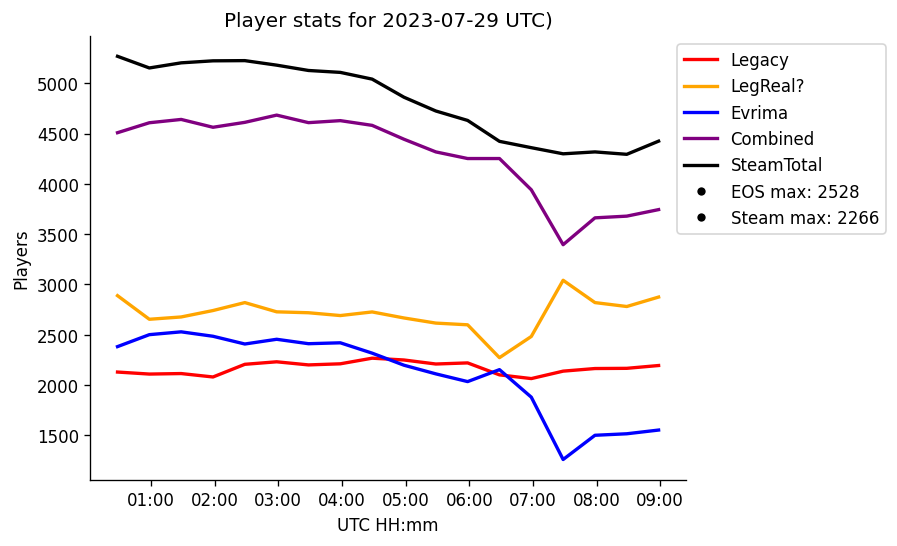 Player stats for 2023-07-29 UTC)
Legacy
LegReal?
Evrima
Combined
SteamTotal
EOS max: 2528
Steam max: 2266
Players
5000
4500
4000
3500
3000
2500
2000
1500
01:00 02:00 03:00 04:00 05:00 06:00 07:00 08:00 09:00
UTC HH:mm